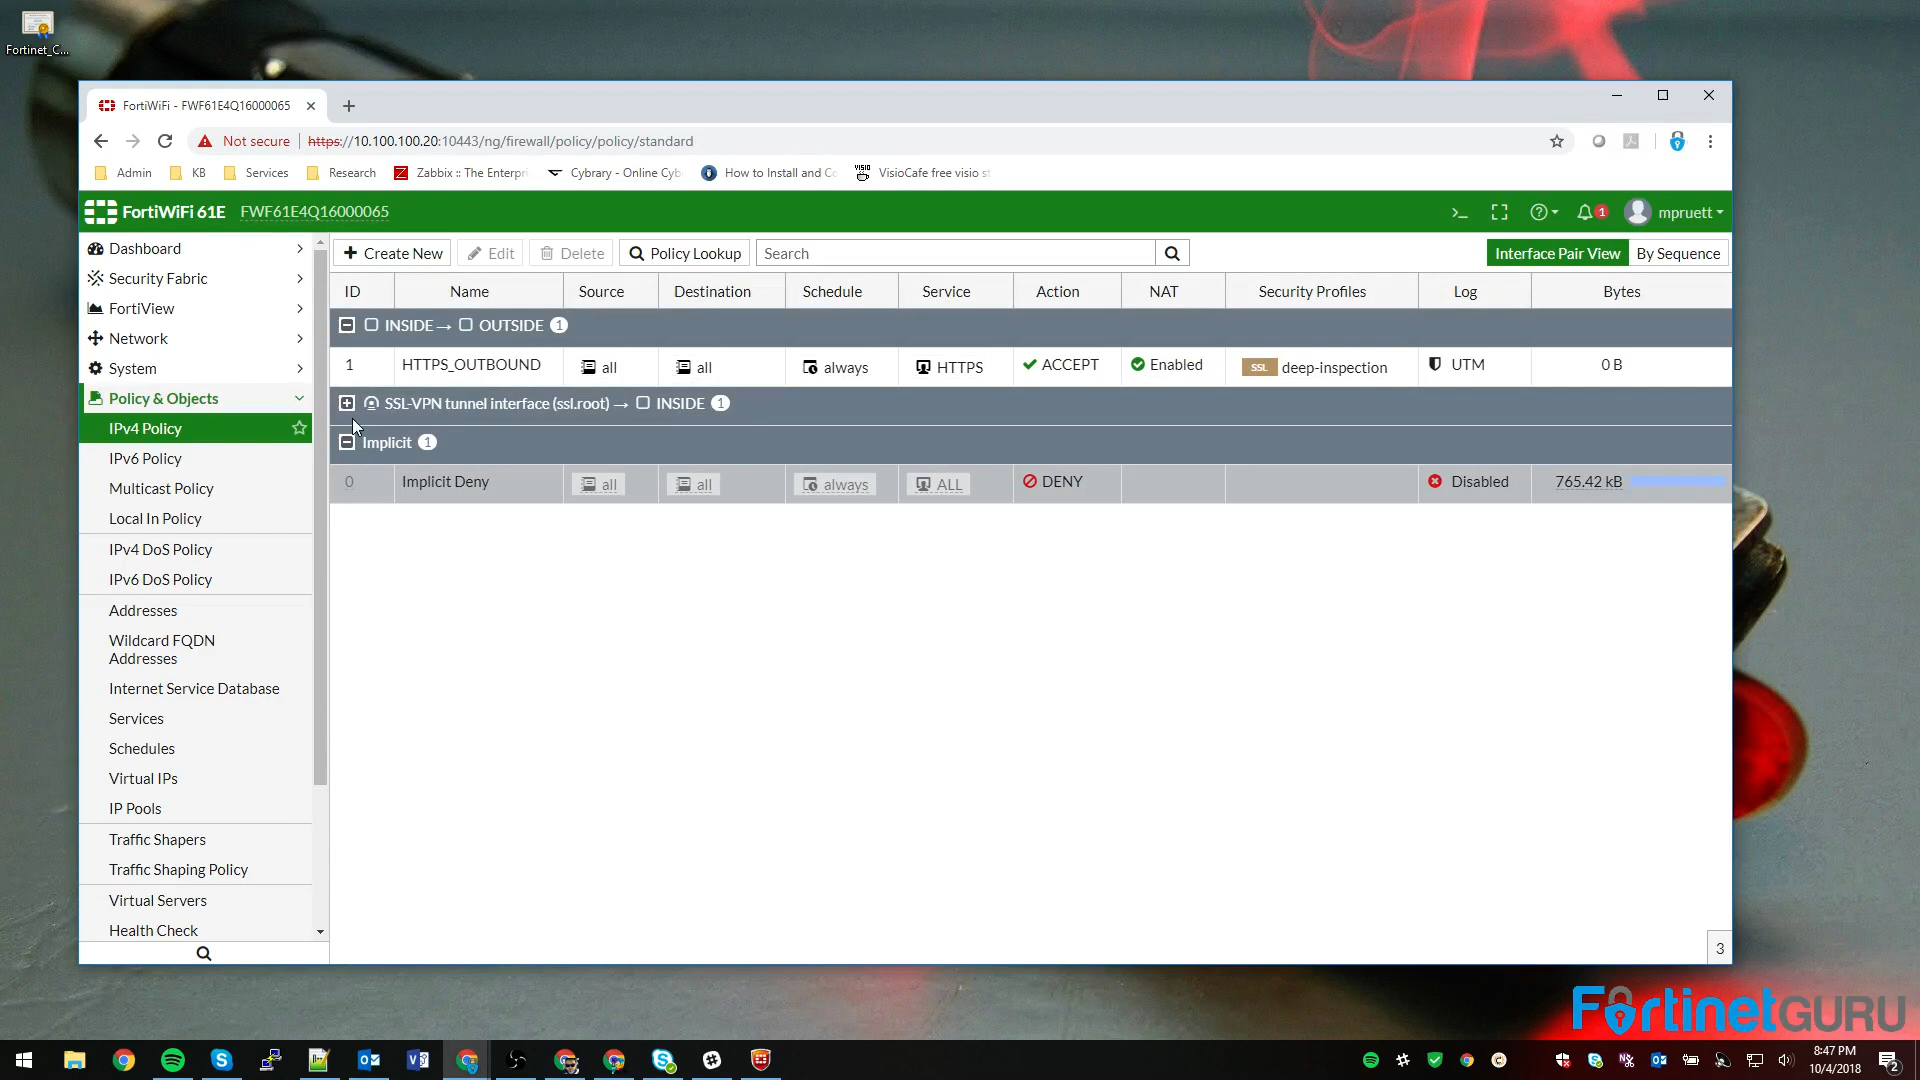 Fortinet_C...
FortiWiFi - FWF61E4Q16000065
Not secure | https://10.100.100.20:10443/ng/firewall/policy/policy/standard
Admin KB Services Research Zabbix :: The Enterpr Cybrary - Online Cyb How to Install and Co VisioCafe free visio st
FortiWiFi 61E FWF61E4Q16000065 1 mpruett
Dashboard
Security Fabric
FortiView
Network
System
Policy & Objects
IPv4 Policy
IPv6 Policy
Multicast Policy
Local In Policy
IPv4 DoS Policy
IPv6 DoS Policy
Addresses
Wildcard FQDN
Addresses
Internet Service Database
Services
Schedules
Virtual IPs
IP Pools
Traffic Shapers
Traffic Shaping Policy
Virtual Servers
Health Check
+ Create New Edit Delete Policy Lookup Search Interface Pair View By Sequence
ID Name Source Destination Schedule Service Action NAT Security Profiles Log Bytes
INSIDE → OUTSIDE 1
1 HTTPS_OUTBOUND all all always HTTPS ACCEPT Enabled SSL deep-inspection UTM 0 B
SSL-VPN tunnel interface (ssl.root) → INSIDE 1
Implicit 1
0 Implicit Deny all all always ALL DENY Disabled 765.42 kB
3
FortinetGURU
8:47 PM
10/4/2018
2